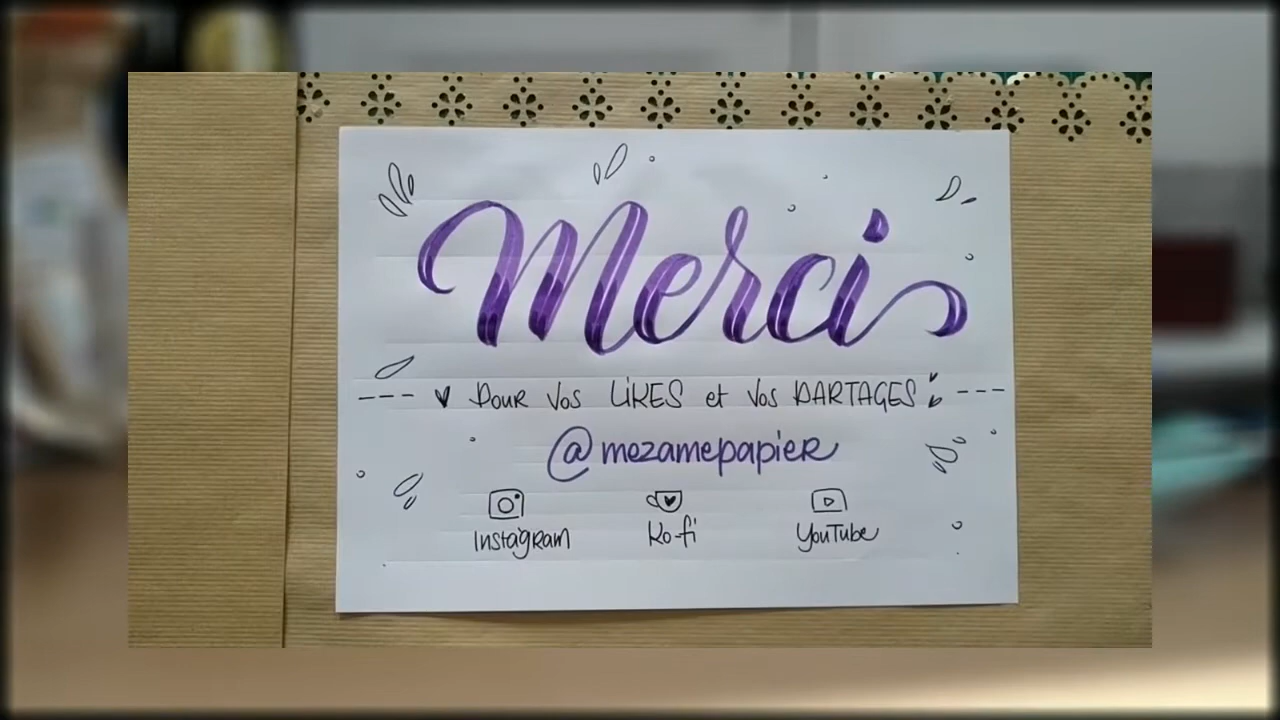 Merci
Pour vos LiKES et vos PARTAGES
@mezamepapier
Instagram
Ko-fi
YouTube